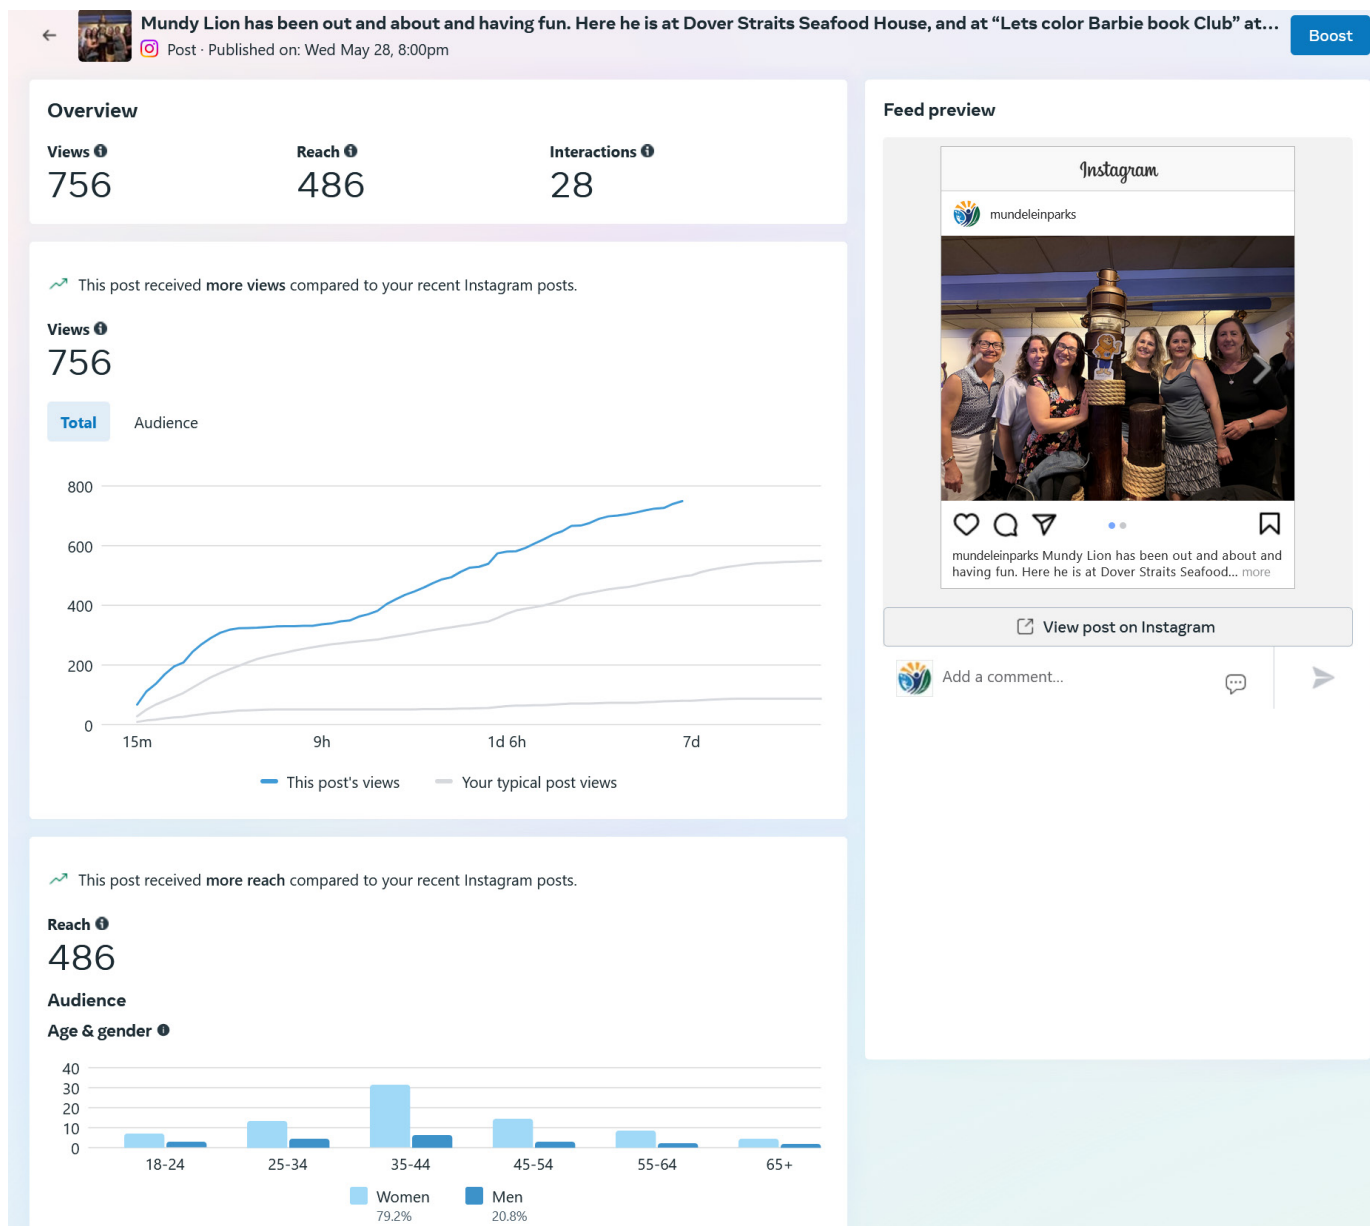 Mundy Lion has been out and about and having fun. Here he is at Dover Straits Seafood House, and at “Lets color Barbie book Club” at...
Post · Published on: Wed May 28, 8:00pm
Boost
Overview
Views
Reach
Interactions
756
486
28
This post received more views compared to your recent Instagram posts.
Views
756
Total
Audience
800
600
400
200
0
15m
9h
1d 6h
7d
This post's views
Your typical post views
This post received more reach compared to your recent Instagram posts.
Reach
486
Audience
Age & gender
40
30
20
10
0
18-24
25-34
35-44
45-54
55-64
65+
Women
Men
79.2%
20.8%
Feed preview
Instagram
mundeleinparks
mundeleinparks Mundy Lion has been out and about and
having fun. Here he is at Dover Straits Seafood... more
View post on Instagram
Add a comment...